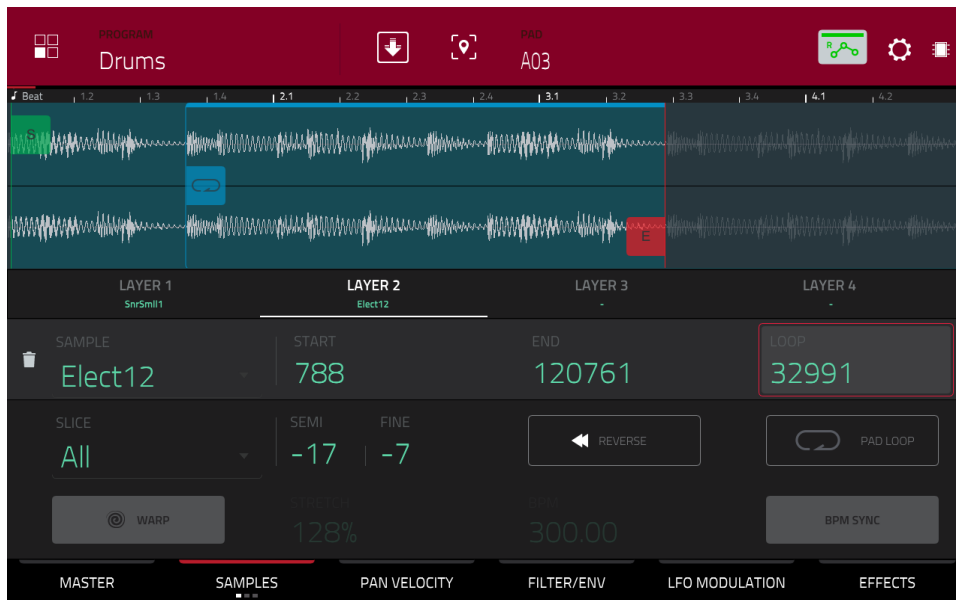 PROGRAM
Drums
PAD
A03
R
Beat 1.2 1.3 1.4 2.1 2.2 2.3 2.4 3.1 3.2 3.3 3.4 4.1 4.2
S
E
LAYER 1 LAYER 2 LAYER 3 LAYER 4
SnrSmll1 Elect12 - -
SAMPLE START END LOOP
Elect12 788 120761 32991
SLICE SEMI FINE
All -17 -7 REVERSE PAD LOOP
STRETCH BPM
WARP 128% 300.00 BPM SYNC
MASTER SAMPLES PAN VELOCITY FILTER/ENV LFO MODULATION EFFECTS